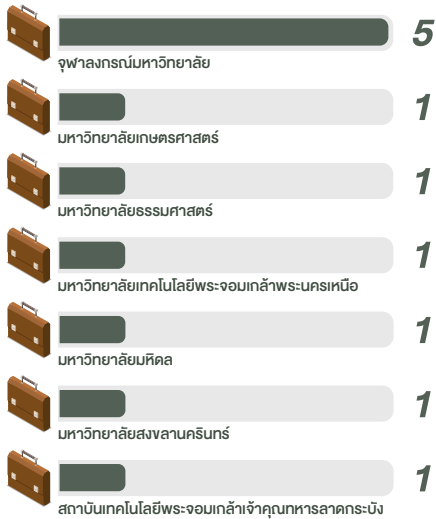 5
จุฬาลงกรณ์มหาวิทยาลัย
1
มหาวิทยาลัยเกษตรศาสตร์
1
มหาวิทยาลัยธรรมศาสตร์
1
มหาวิทยาลัยเทคโนโลยีพระจอมเกล้าพระนครเหนือ
1
มหาวิทยาลัยมหิดล
1
มหาวิทยาลัยสงขลานครินทร์
1
สถาบันเทคโนโลยีพระจอมเกล้าเจ้าคุณทหารลาดกระบัง